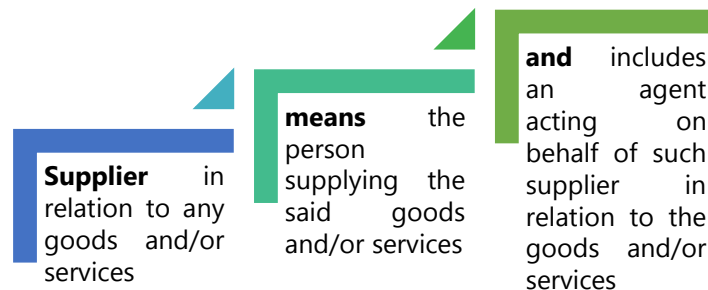 Supplier in
relation to any
goods and/or
services
means the
person
supplying the
said goods
and/or services
and includes
an agent
acting on
behalf of such
supplier in
relation to the
goods and/or
services